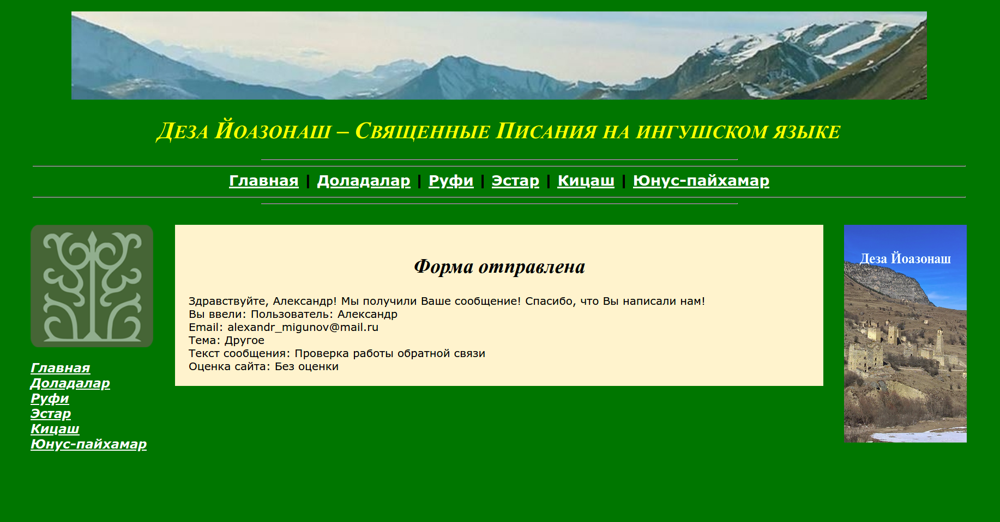 Деза Йоазонаш – Священные Писания на ингушском языке
Главная | Доладалар | Руфи | Эстар | Кицаш | Юнус-пайхамар
Форма отправлена
Здравствуйте, Александр! Мы получили Ваше сообщение! Спасибо, что Вы написали нам!
Вы ввели: Пользователь: Александр
Email: alexandr_migunov@mail.ru
Тема: Другое
Текст сообщения: Проверка работы обратной связи
Оценка сайта: Без оценки
Главная
Доладалар
Руфи
Эстар
Кицаш
Юнус-пайхамар
Деза Йоазонаш